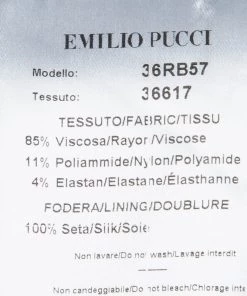 EMILIO PUCCI
Modello: 36RB57
Tessuto: 36617
TESSUTO/FABRIC/TISSU
85% Viscosa/Rayon/Viscose
11% Poliammide/Nylon/Polyamide
4% Elastan/Elastane/Élasthanne
FODERA/LINING/DOUBLURE
100% Seta/Silk/Soie
Non lavare/Do not wash/Lavage interdit
Non candeggiabile/Do not bleach/Chlorage interdit